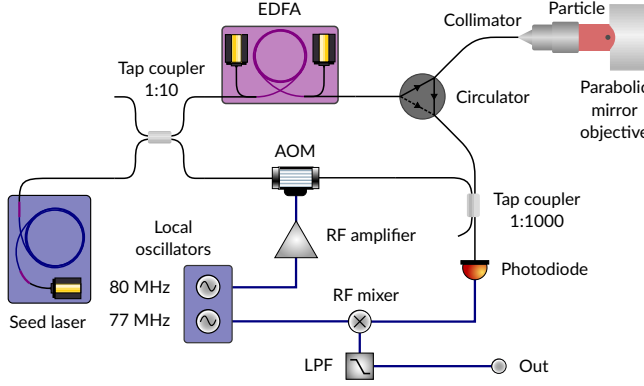 EDFA
Particle
Collimator
Tap coupler
1:10
Circulator
Parabolic
mirror
objective
AOM
Tap coupler
1:1000
Local
oscillators
RF amplifier
Photodiode
80 MHz
RF mixer
77 MHz
Seed laser
LPF
Out